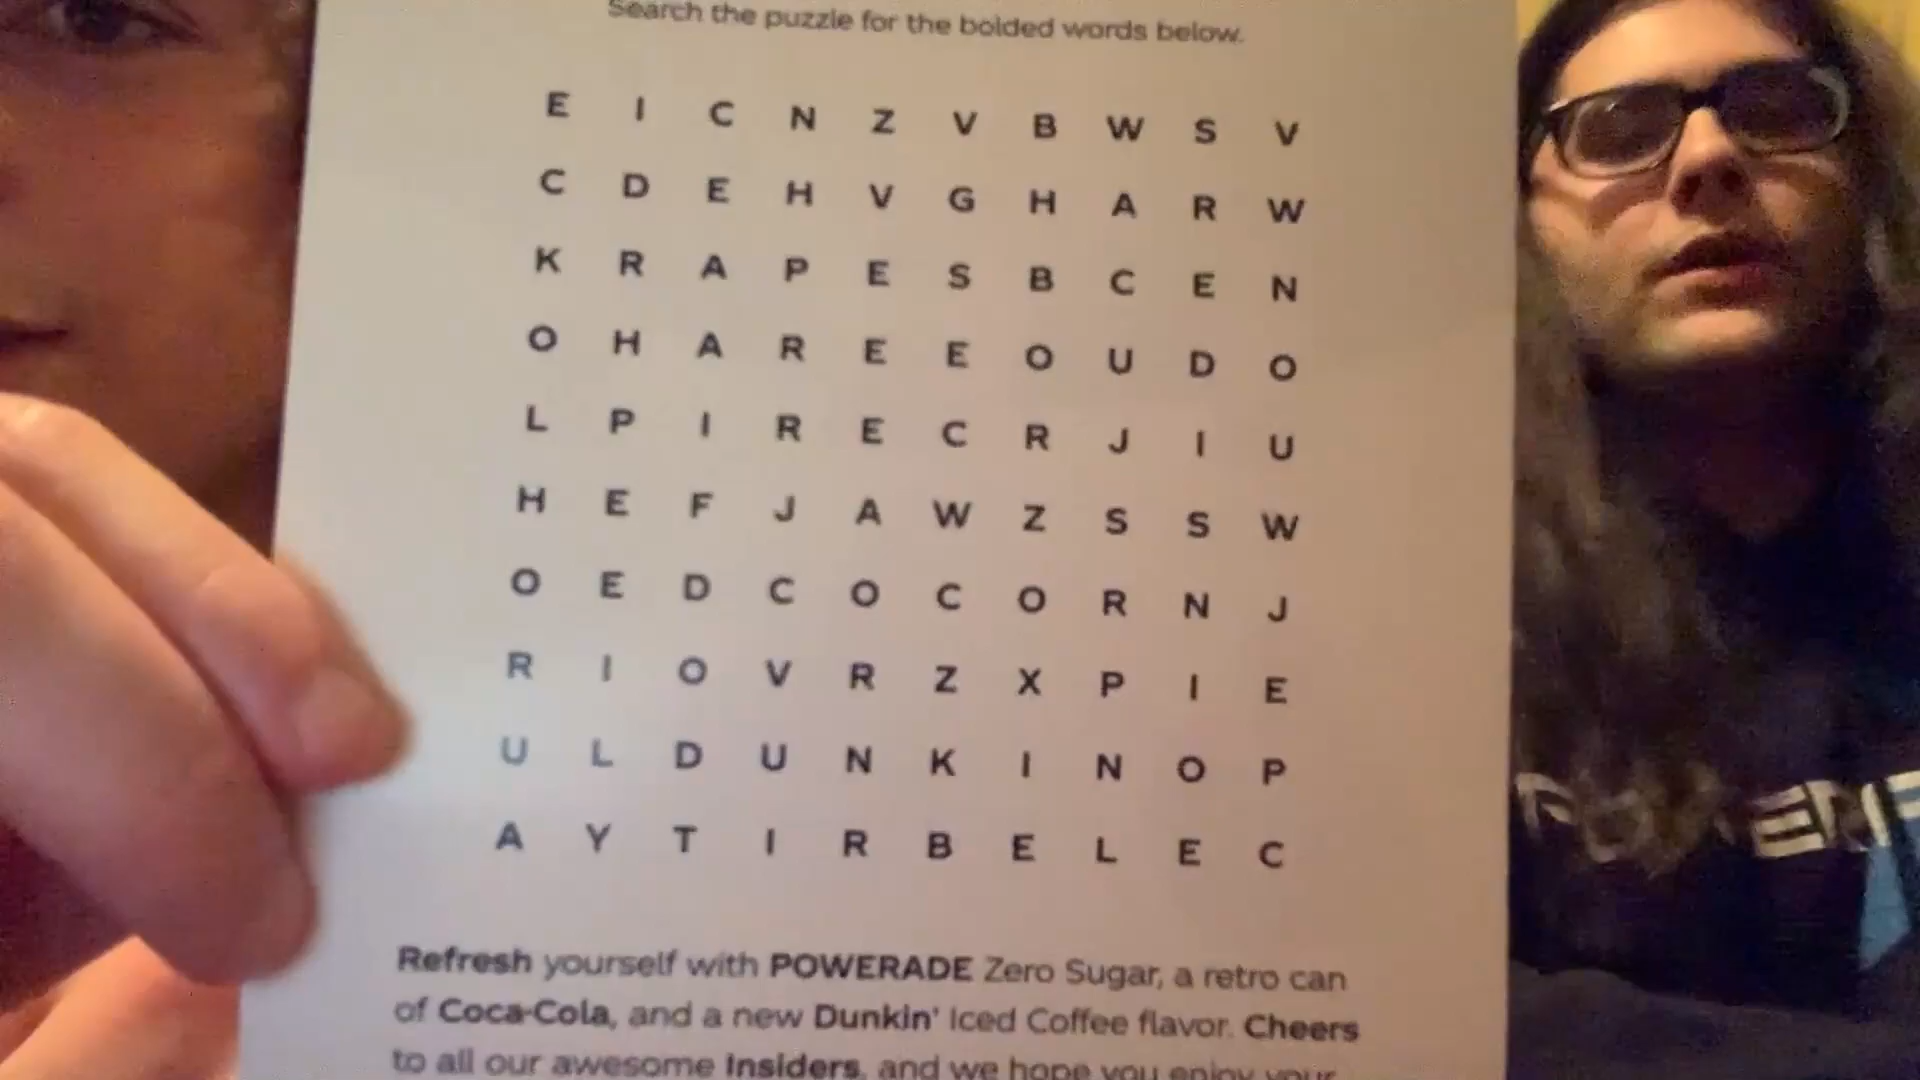 Search the puzzle for the bolded words below.
E I C N Z V B W S V
C D E H V G H A R W
K R A P E S B C E N
O H A R E E O U D O
L P I R E C R J I U
H E F J A W Z S S W
O E D C O C O R N J
R I O V R Z X P I E
U L D U N K I N O P
A Y T I R B E L E C
Refresh yourself with POWERADE Zero Sugar, a retro can
of Coca-Cola, and a new Dunkin' Iced Coffee flavor. Cheers
to all our awesome Insiders, and we hope you enjoy your